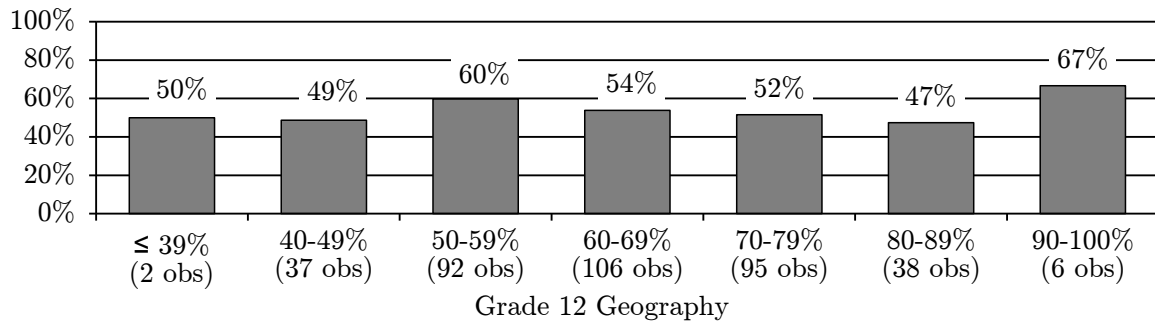 100%
80%
60%
40%
20%
0%
50%
49%
60%
54%
52%
47%
67%
≤ 39%
(2 obs)
40-49%
(37 obs)
50-59%
(92 obs)
60-69%
(106 obs)
70-79%
(95 obs)
80-89%
(38 obs)
90-100%
(6 obs)
Grade 12 Geography